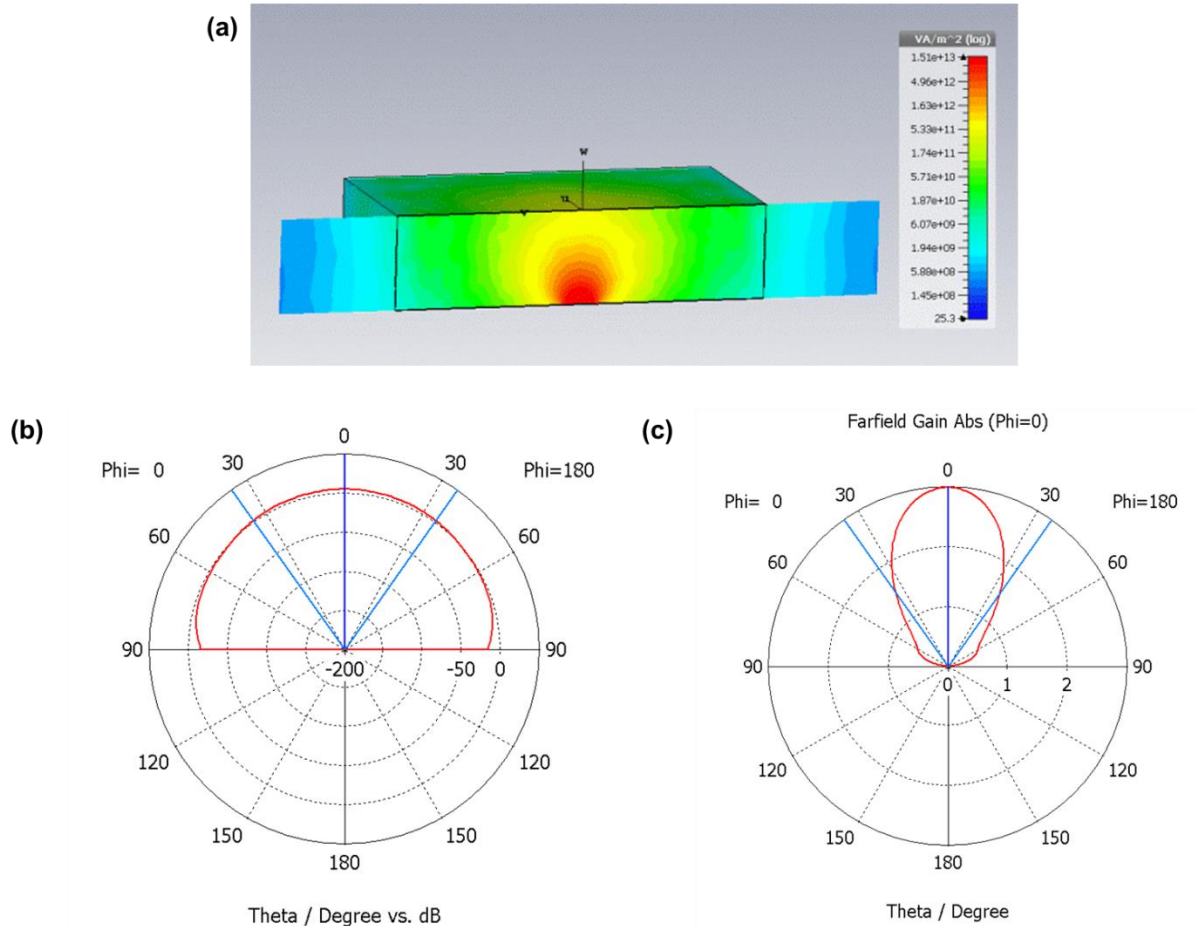 (a)
VA/m^2 (log)
1.51e+13
4.96e+12
1.63e+12
5.33e+11
1.74e+11
5.71e+10
1.87e+10
6.07e+09
1.94e+09
5.88e+08
1.45e+08
25.3
w
u
v
(b)
0
Phi= 0 30 30 Phi=180
60 60
90 -200 -50 0 90
120 120
150 150
180
Theta / Degree vs. dB
(c)
Farfield Gain Abs (Phi=0)
0
Phi= 0 30 30 Phi=180
60 60
90 0 1 2 90
120 120
150 150
180
Theta / Degree